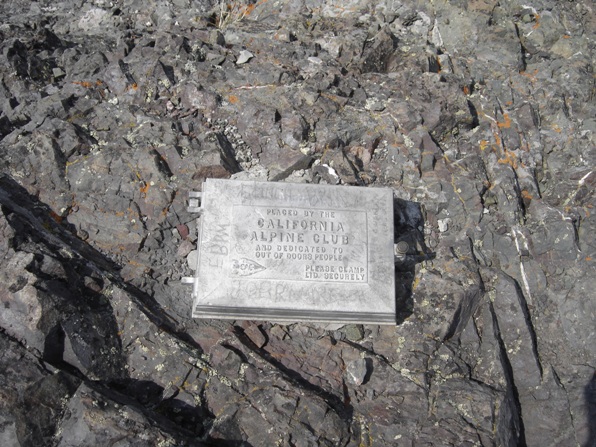 PLACED BY THE
CALIFORNIA
ALPINE CLUB
AND DEDICATED TO
OUT OF DOORS PEOPLE
PLEASE CLAMP
LID SECURELY